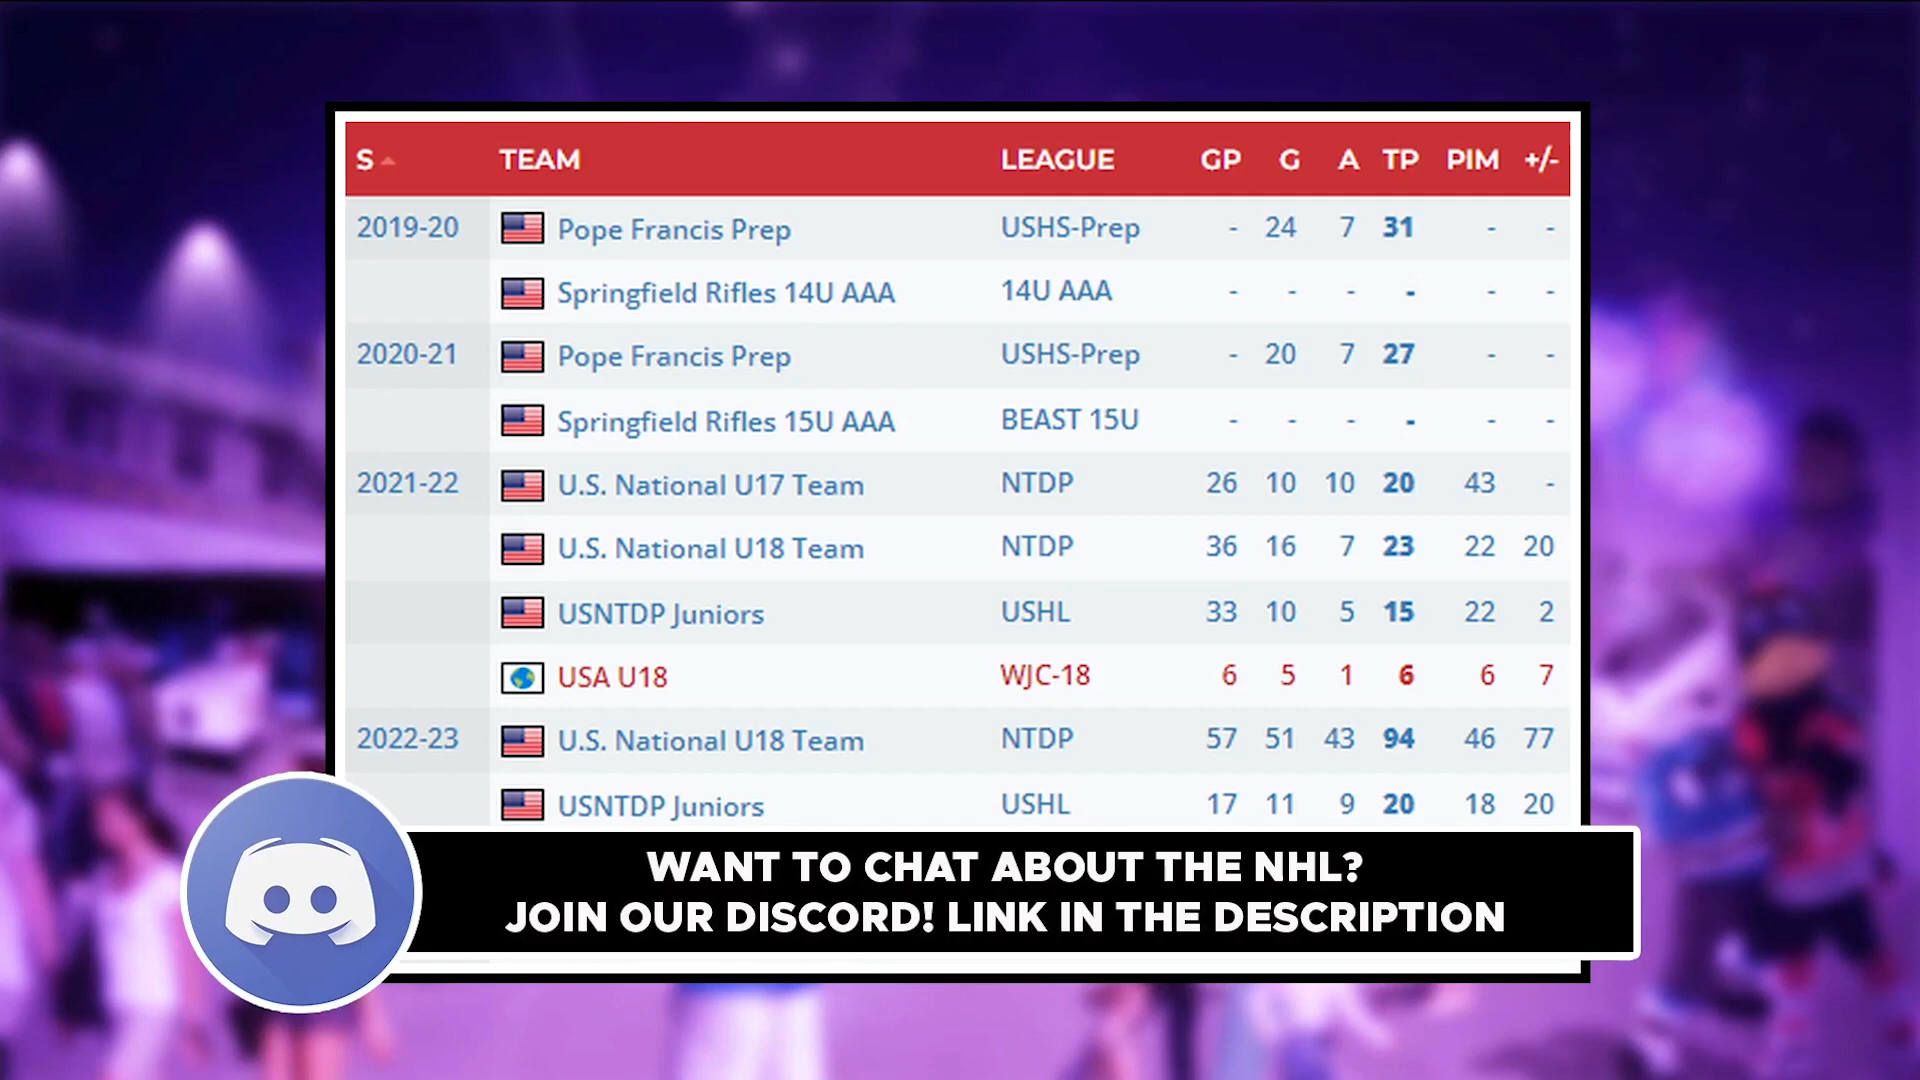 S TEAM LEAGUE GP G A TP PIM +/-
2019-20 Pope Francis Prep USHS-Prep - 24 7 31 - -
Springfield Rifles 14U AAA 14U AAA - - - - - -
2020-21 Pope Francis Prep USHS-Prep - 20 7 27 - -
Springfield Rifles 15U AAA BEAST 15U - - - - - -
2021-22 U.S. National U17 Team NTDP 26 10 10 20 43 -
U.S. National U18 Team NTDP 36 16 7 23 22 20
USNTDP Juniors USHL 33 10 5 15 22 2
USA U18 WJC-18 6 5 1 6 6 7
2022-23 U.S. National U18 Team NTDP 57 51 43 94 46 77
USNTDP Juniors USHL 17 11 9 20 18 20
WANT TO CHAT ABOUT THE NHL?
JOIN OUR DISCORD! LINK IN THE DESCRIPTION